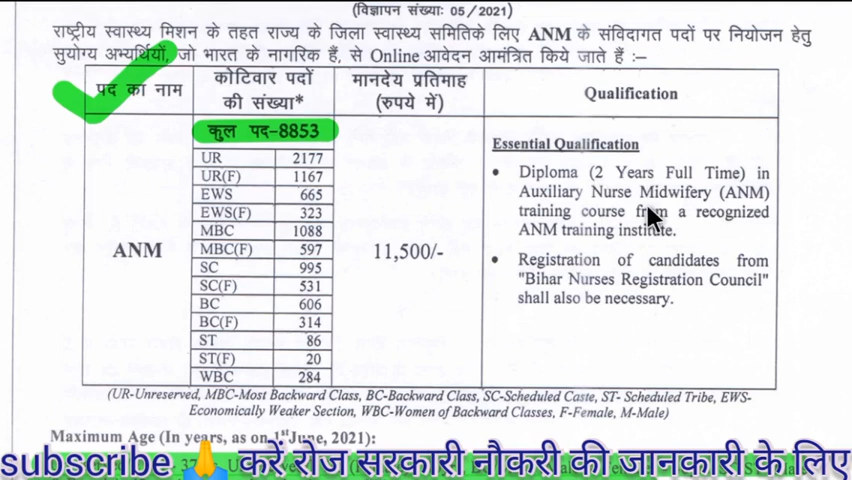 (विज्ञापन संख्याः 05/2021)
राष्ट्रीय स्वास्थ्य मिशन के तहत राज्य के जिला स्वास्थ्य समितिके लिए ANM के संविदागत पदों पर नियोजन हेतु
सुयोग्य अभ्यर्थियों, जो भारत के नागरिक हैं, से Online आवेदन आमंत्रित किये जाते हैं :–
पद का नाम
कोटिवार पदों
की संख्या*
मानदेय प्रतिमाह
(रुपये में)
Qualification
ANM
कुल पद-8853
UR 2177
UR(F) 1167
EWS 665
EWS(F) 323
MBC 1088
MBC(F) 597
SC 995
SC(F) 531
BC 606
BC(F) 314
ST 86
ST(F) 20
WBC 284
11,500/-
Essential Qualification
• Diploma (2 Years Full Time) in
Auxiliary Nurse Midwifery (ANM)
training course from a recognized
ANM training institute.
• Registration of candidates from
"Bihar Nurses Registration Council"
shall also be necessary.
(UR-Unreserved, MBC-Most Backward Class, BC-Backward Class, SC-Scheduled Caste, ST- Scheduled Tribe, EWS-
Economically Weaker Section, WBC-Women of Backward Classes, F-Female, M-Male)
Maximum Age (In years, as on 1st June, 2021):
subscribe 🙏 करें रोज सरकारी नौकरी की जानकारी के लिए